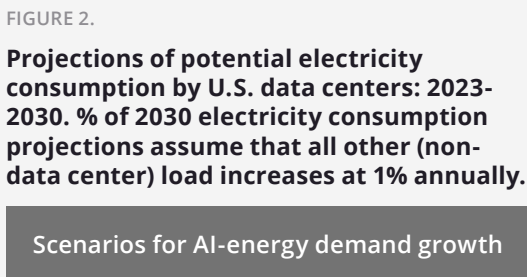 FIGURE 2.
Projections of potential electricity
consumption by U.S. data centers: 2023-
2030. % of 2030 electricity consumption
projections assume that all other (non-
data center) load increases at 1% annually.
Scenarios for AI-energy demand growth